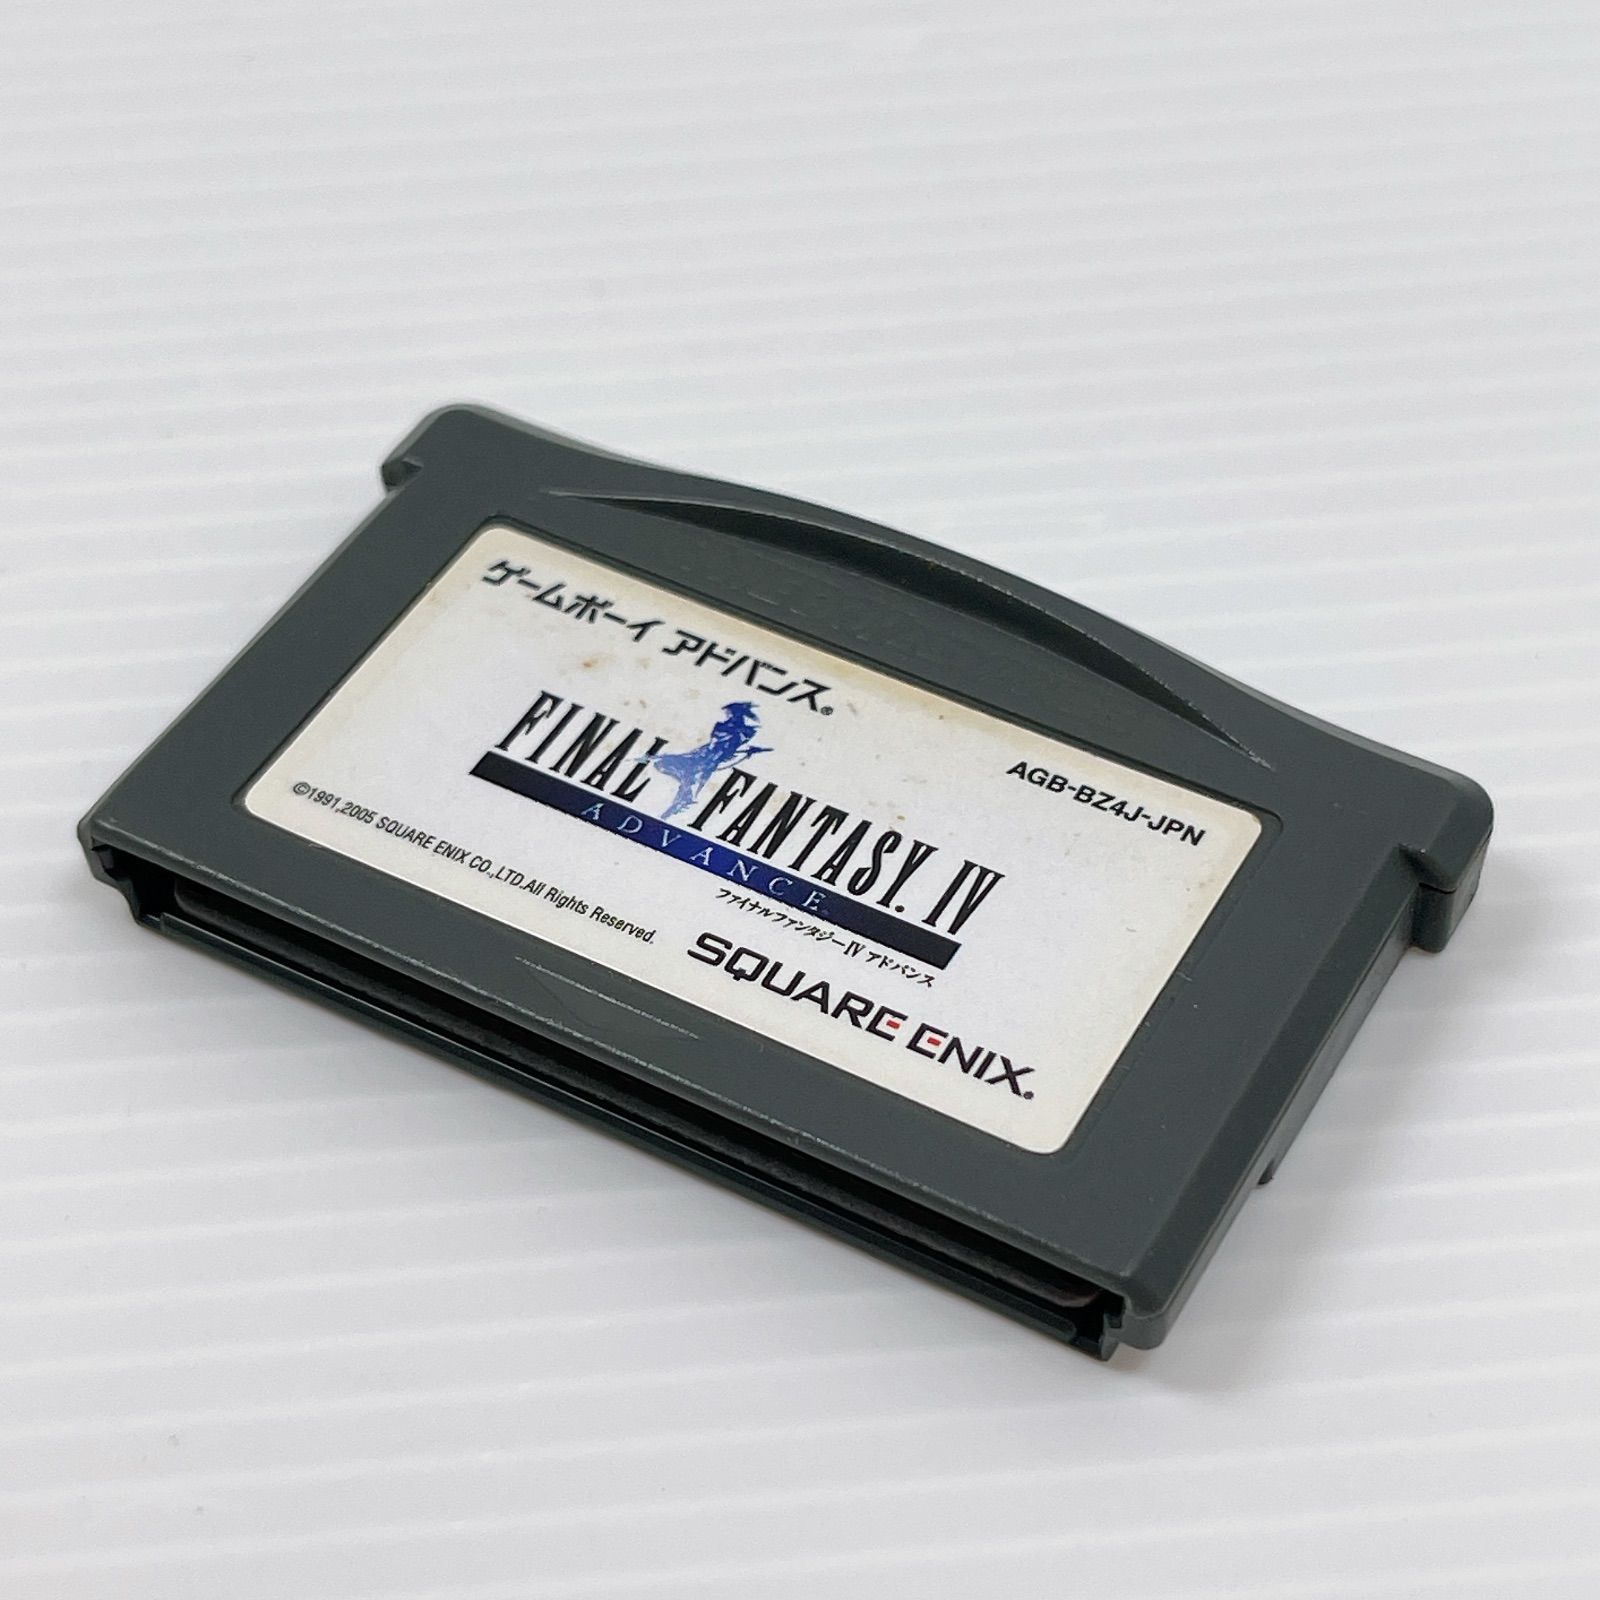 ゲームボーイ アドバンス®
AGB-BZ4J-JPN
FINAL FANTASY. IV
ADVANCE
ファイナルファンタジーIV アドバンス
©1991,2005 SQUARE ENIX CO.,LTD.All Rights Reserved.
SQUARE ENIX.